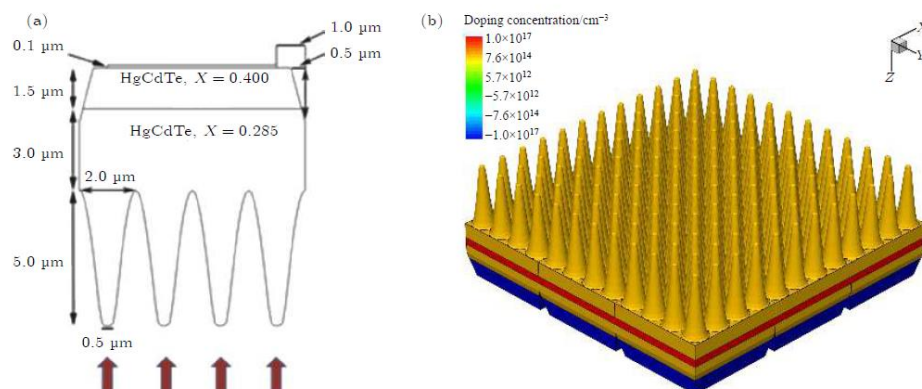 (a)
1.0 μm
0.1 μm
0.5 μm
HgCdTe, X = 0.400
1.5 μm
HgCdTe, X = 0.285
3.0 μm
2.0 μm
5.0 μm
0.5 μm
(b)
Doping concentration/cm⁻³
1.0×10¹⁷
7.6×10¹⁴
5.7×10¹²
−5.7×10¹²
−7.6×10¹⁴
−1.0×10¹⁷
X
Y
Z